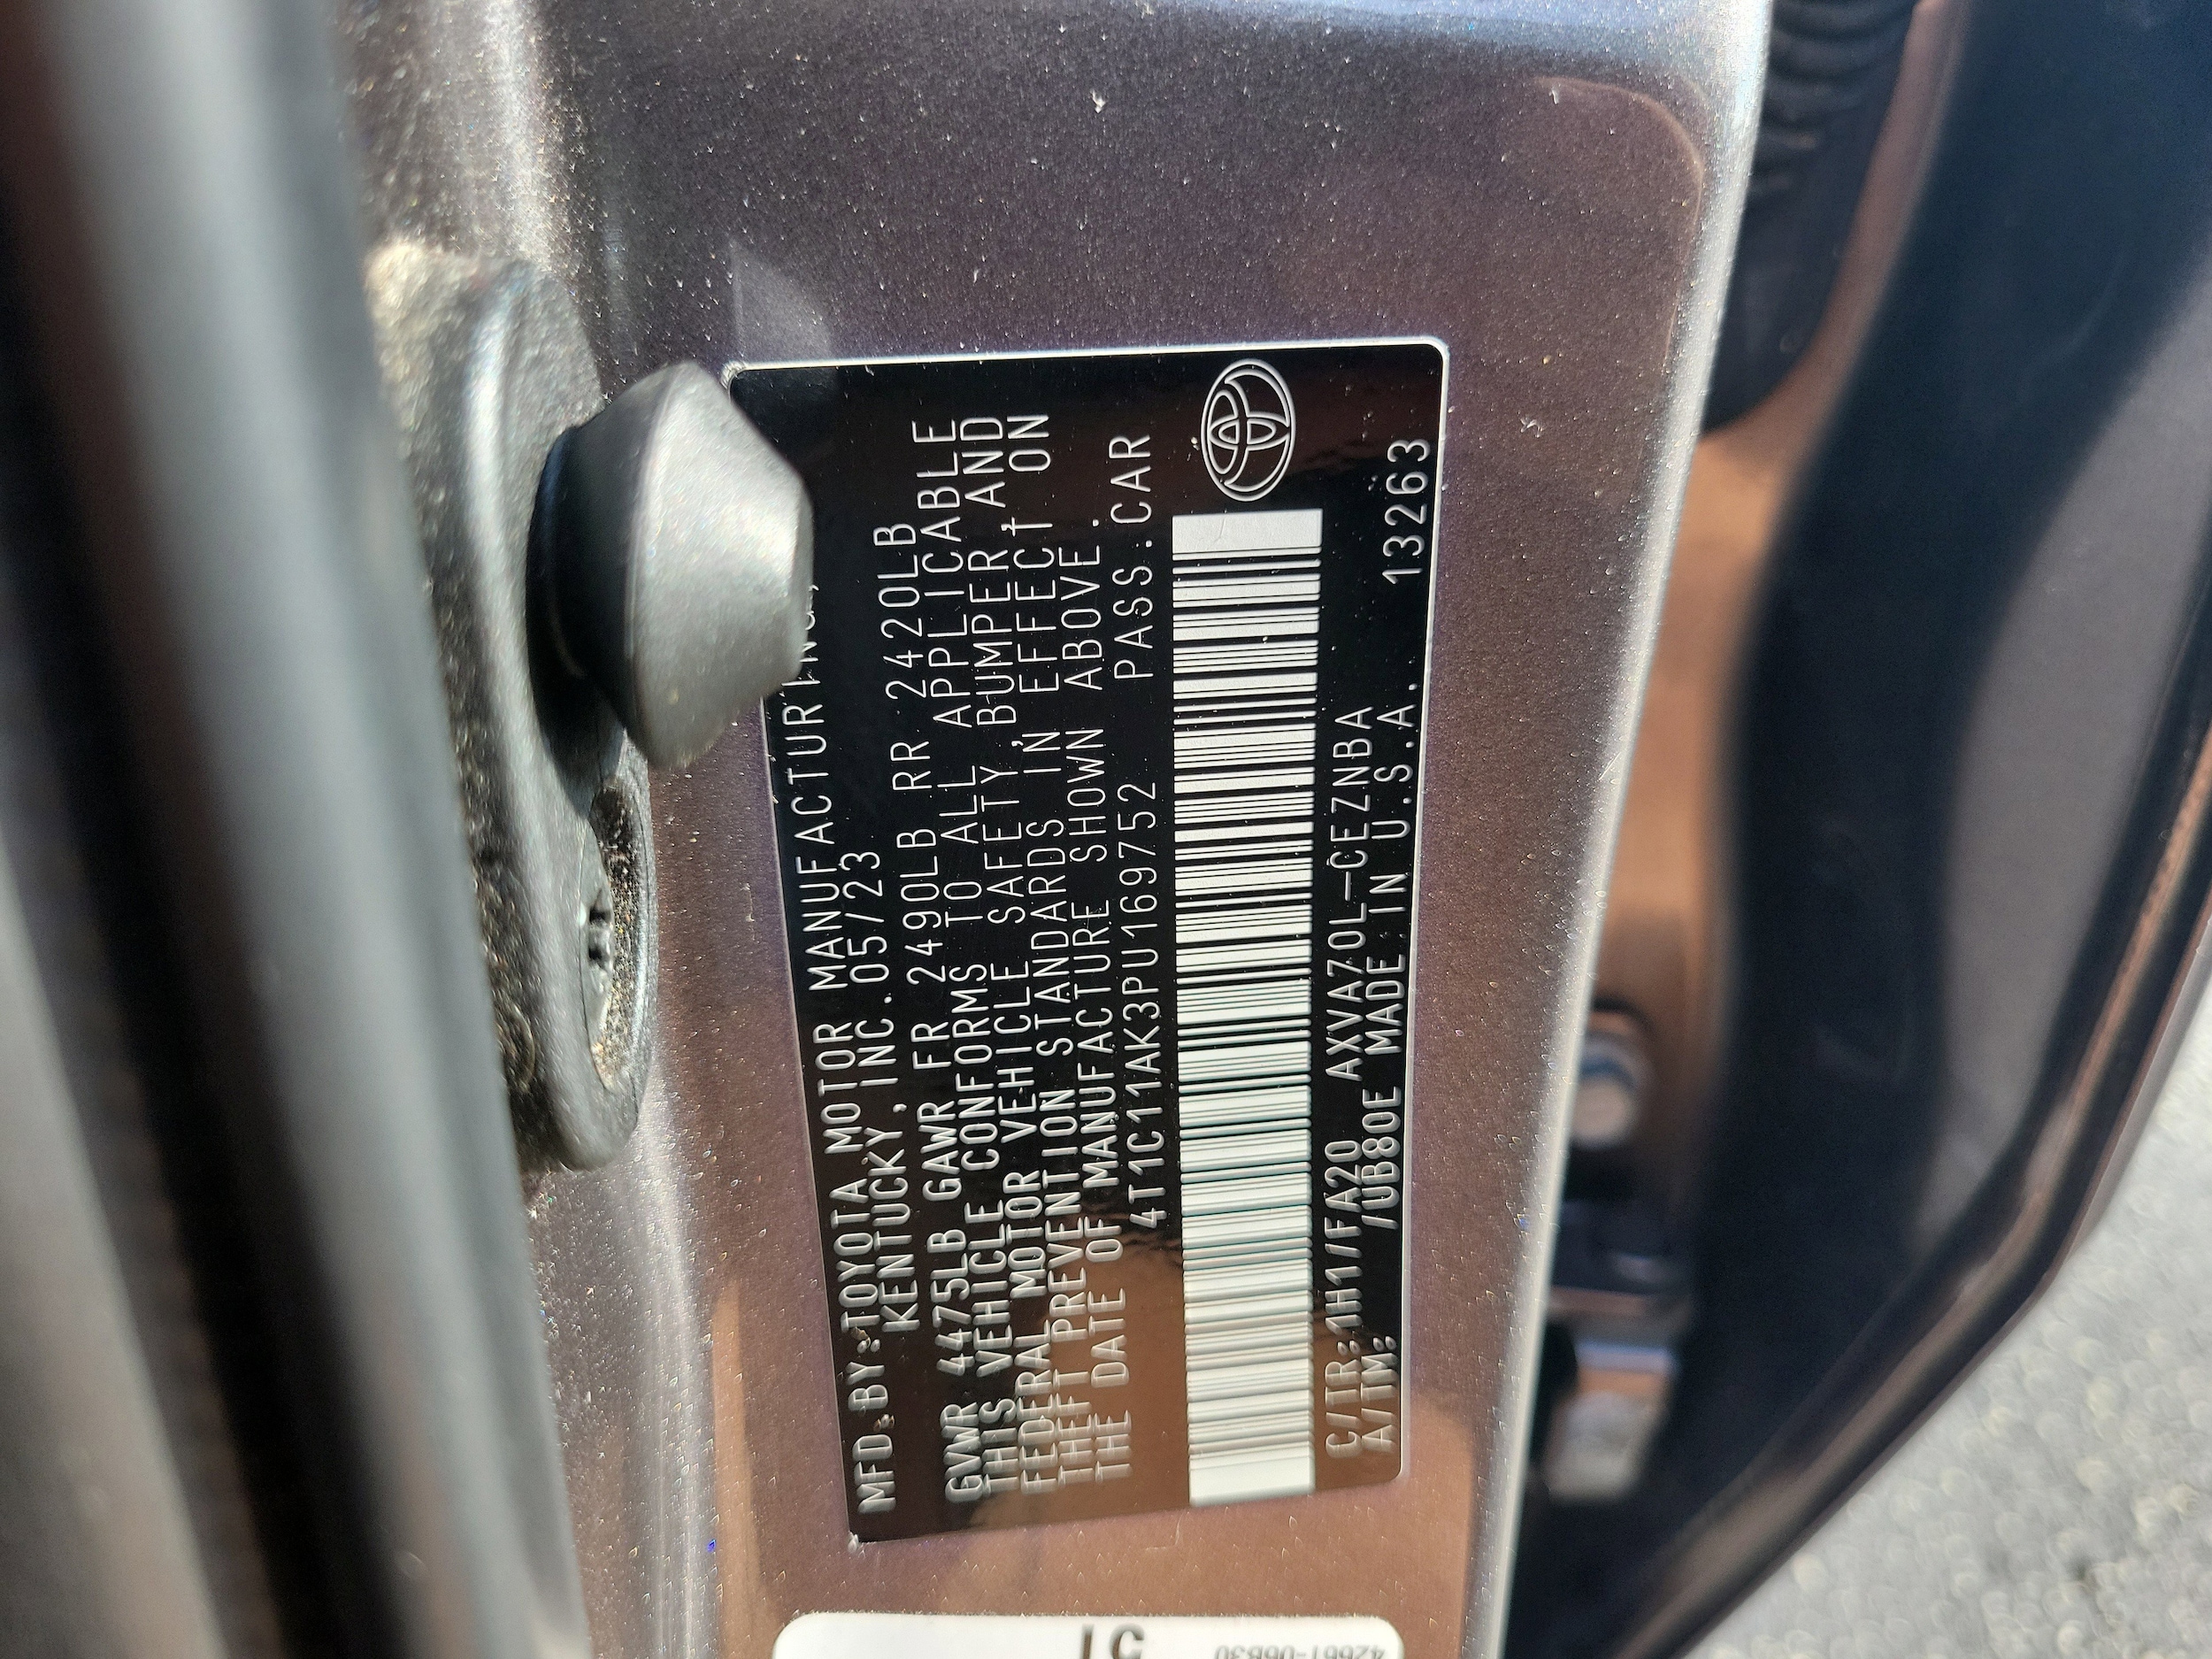 MFD.BY:TOYOTA MOTOR MANUFACTURING,
KENTUCKY, INC. 05/23
GVWR 4475LB GAWR FR 2490LB RR 2420LB
THIS VEHICLE CONFORMS TO ALL APPLICABLE
FEDERAL MOTOR VEHICLE SAFETY, BUMPER, AND
THEFT PREVENTION STANDARDS IN EFFECT ON
THE DATE OF MANUFACTURE SHOWN ABOVE.
4T1C11AK3PU169752 PASS.CAR
C/TR:1H1/FA20 AXVA70L-CEZNBA
A/TM: /UB80E MADE IN U.S.A. 13263
42661-06B30